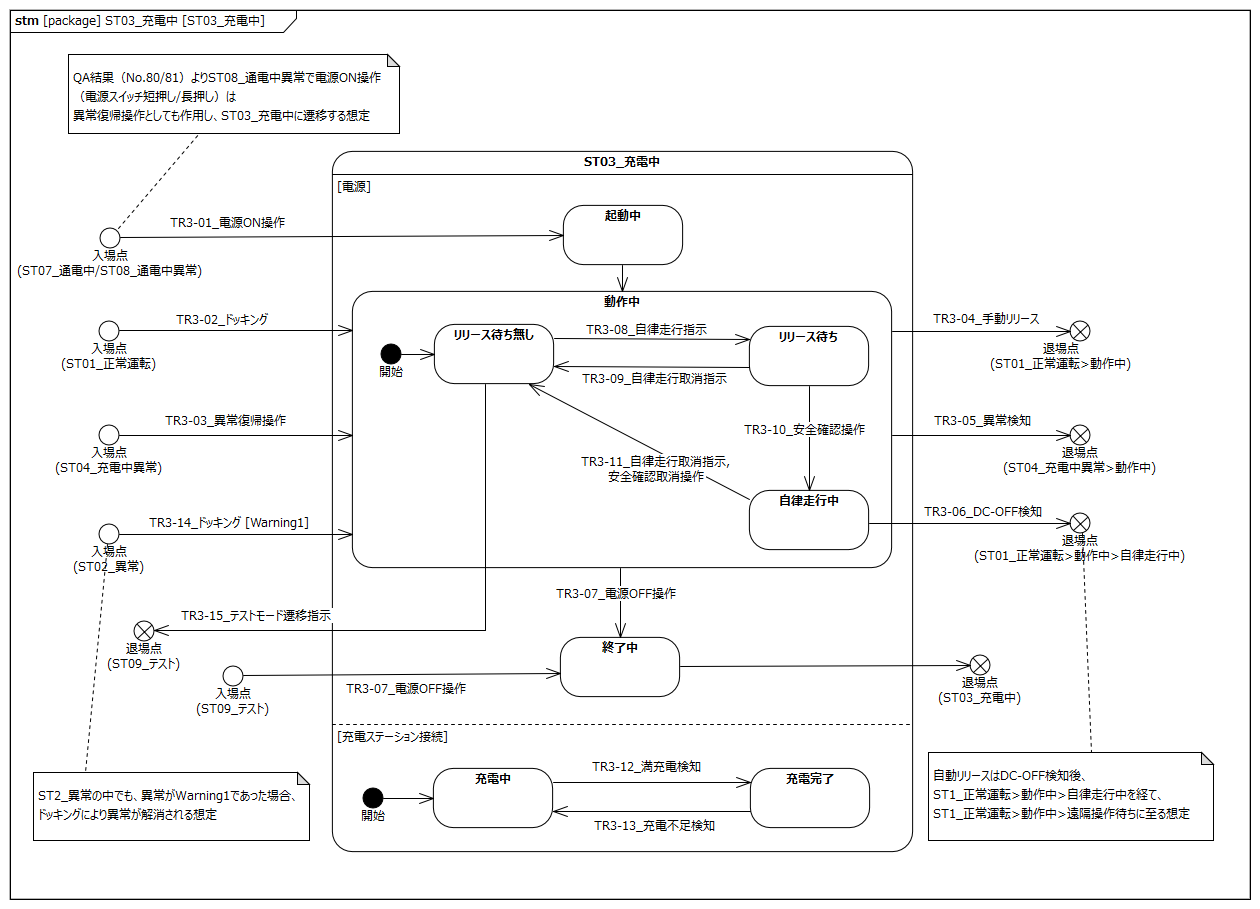 stm [package] ST03_充電中 [ST03_充電中]
QA結果（No.80/81）よりST08_通電中異常で電源ON操作
（電源スイッチ短押し/長押し）は
異常復帰操作としても作用し、ST03_充電中に遷移する想定
ST03_充電中
[電源]
起動中
TR3-01_電源ON操作
入場点
(ST07_通電中/ST08_通電中異常)
動作中
TR3-02_ドッキング
入場点
(ST01_正常運転)
開始
リリース待ち無し
TR3-08_自律走行指示
リリース待ち
TR3-09_自律走行取消指示
TR3-04_手動リリース
退場点
(ST01_正常運転>動作中)
TR3-03_異常復帰操作
入場点
(ST04_充電中異常)
TR3-10_安全確認操作
TR3-05_異常検知
退場点
(ST04_充電中異常>動作中)
TR3-11_自律走行取消指示,
安全確認取消操作
自律走行中
TR3-06_DC-OFF検知
退場点
(ST01_正常運転>動作中>自律走行中)
TR3-14_ドッキング [Warning1]
入場点
(ST02_異常)
TR3-07_電源OFF操作
TR3-15_テストモード遷移指示
退場点
(ST09_テスト)
終了中
入場点
(ST09_テスト)
TR3-07_電源OFF操作
退場点
(ST03_充電中)
[充電ステーション接続]
開始
充電中
TR3-12_満充電検知
充電完了
TR3-13_充電不足検知
ST2_異常の中でも、異常がWarning1であった場合、
ドッキングにより異常が解消される想定
自動リリースはDC-OFF検知後、
ST1_正常運転>動作中>自律走行中を経て、
ST1_正常運転>動作中>遠隔操作待ちに至る想定